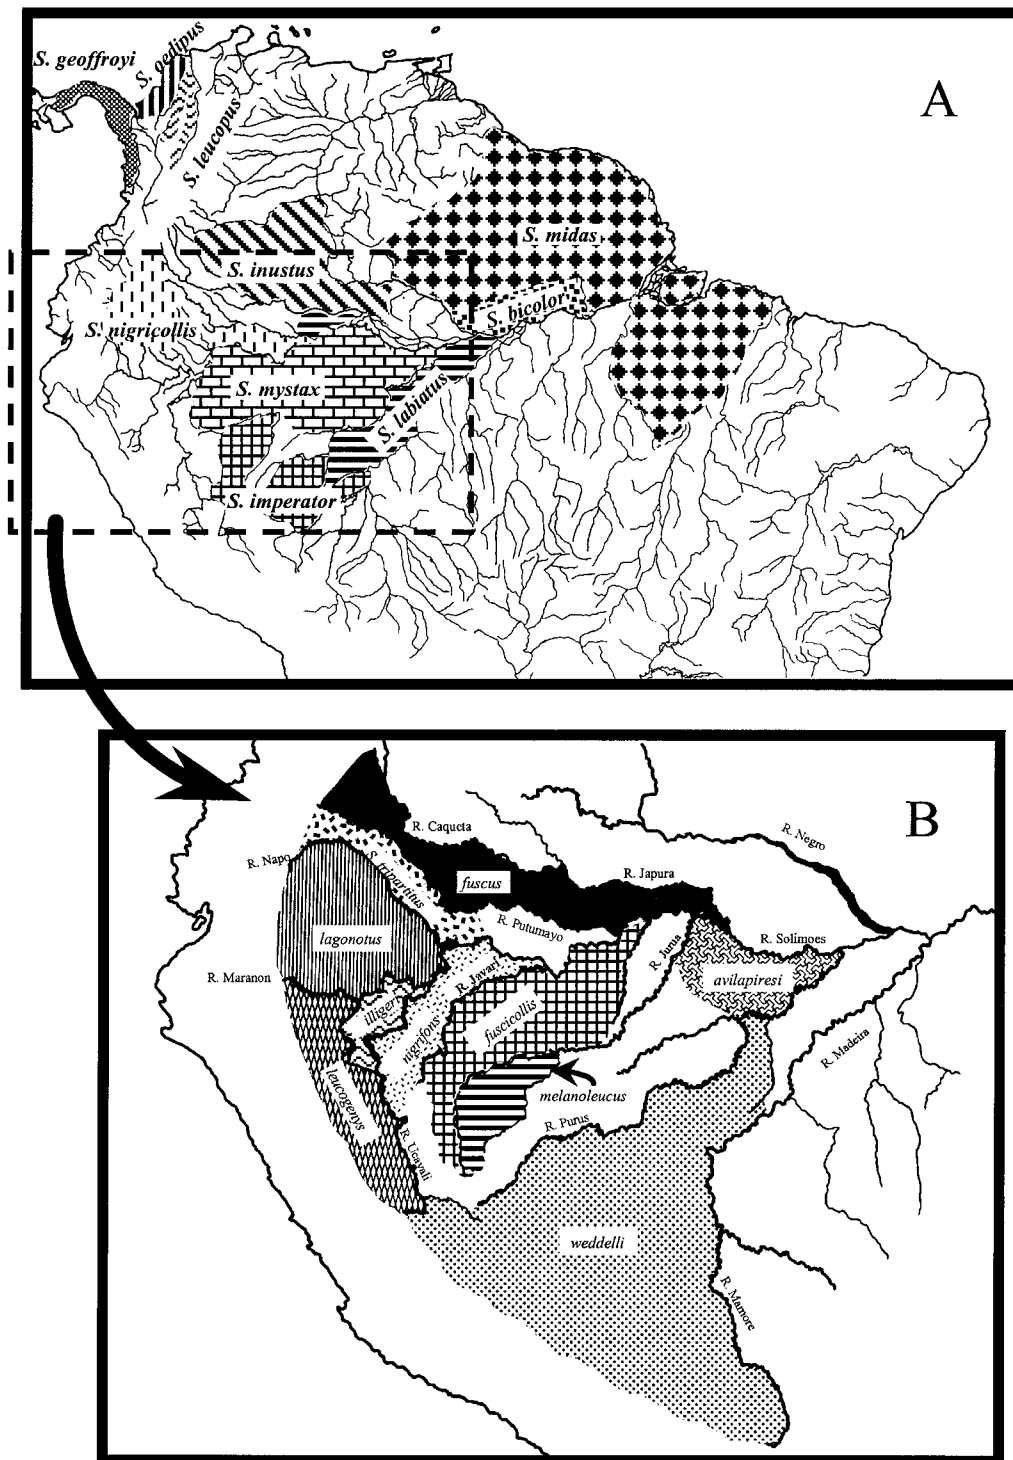 A
S. geoffroyi
S. oedipus
S. leucopus
S. midas
S. inustus
S. bicolor
S. nigricollis
S. mystax
S. labiatus
S. imperator
B
R. Negro
R. Caqueta
R. Napo
S. tripartitus
fuscus
R. Japura
R. Putumayo
lagonotus
R. Jurua
R. Solimoes
R. Maranon
R. Javari
avilapiresi
illigeri
fuscicollis
nigrifons
R. Madeira
leucogenys
melanoleucus
R. Purus
R. Ucayali
weddelli
R. Mamore